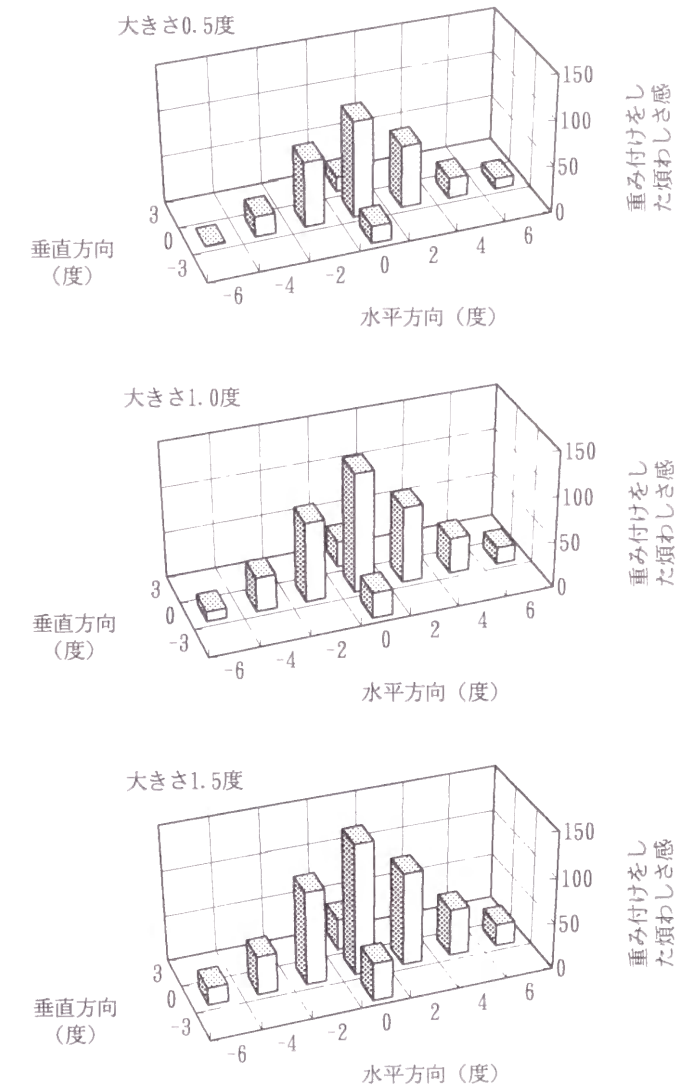 大きさ0.5度
150
100
50
0
重み付けをし
た煩わしさ感
3
0
-3
垂直方向
(度)
-6
-4
-2
0
2
4
6
水平方向(度)
大きさ1.0度
150
100
50
0
重み付けをし
た煩わしさ感
3
0
-3
垂直方向
(度)
-6
-4
-2
0
2
4
6
水平方向(度)
大きさ1.5度
150
100
50
0
重み付けをし
た煩わしさ感
3
0
-3
垂直方向
(度)
-6
-4
-2
0
2
4
6
水平方向(度)